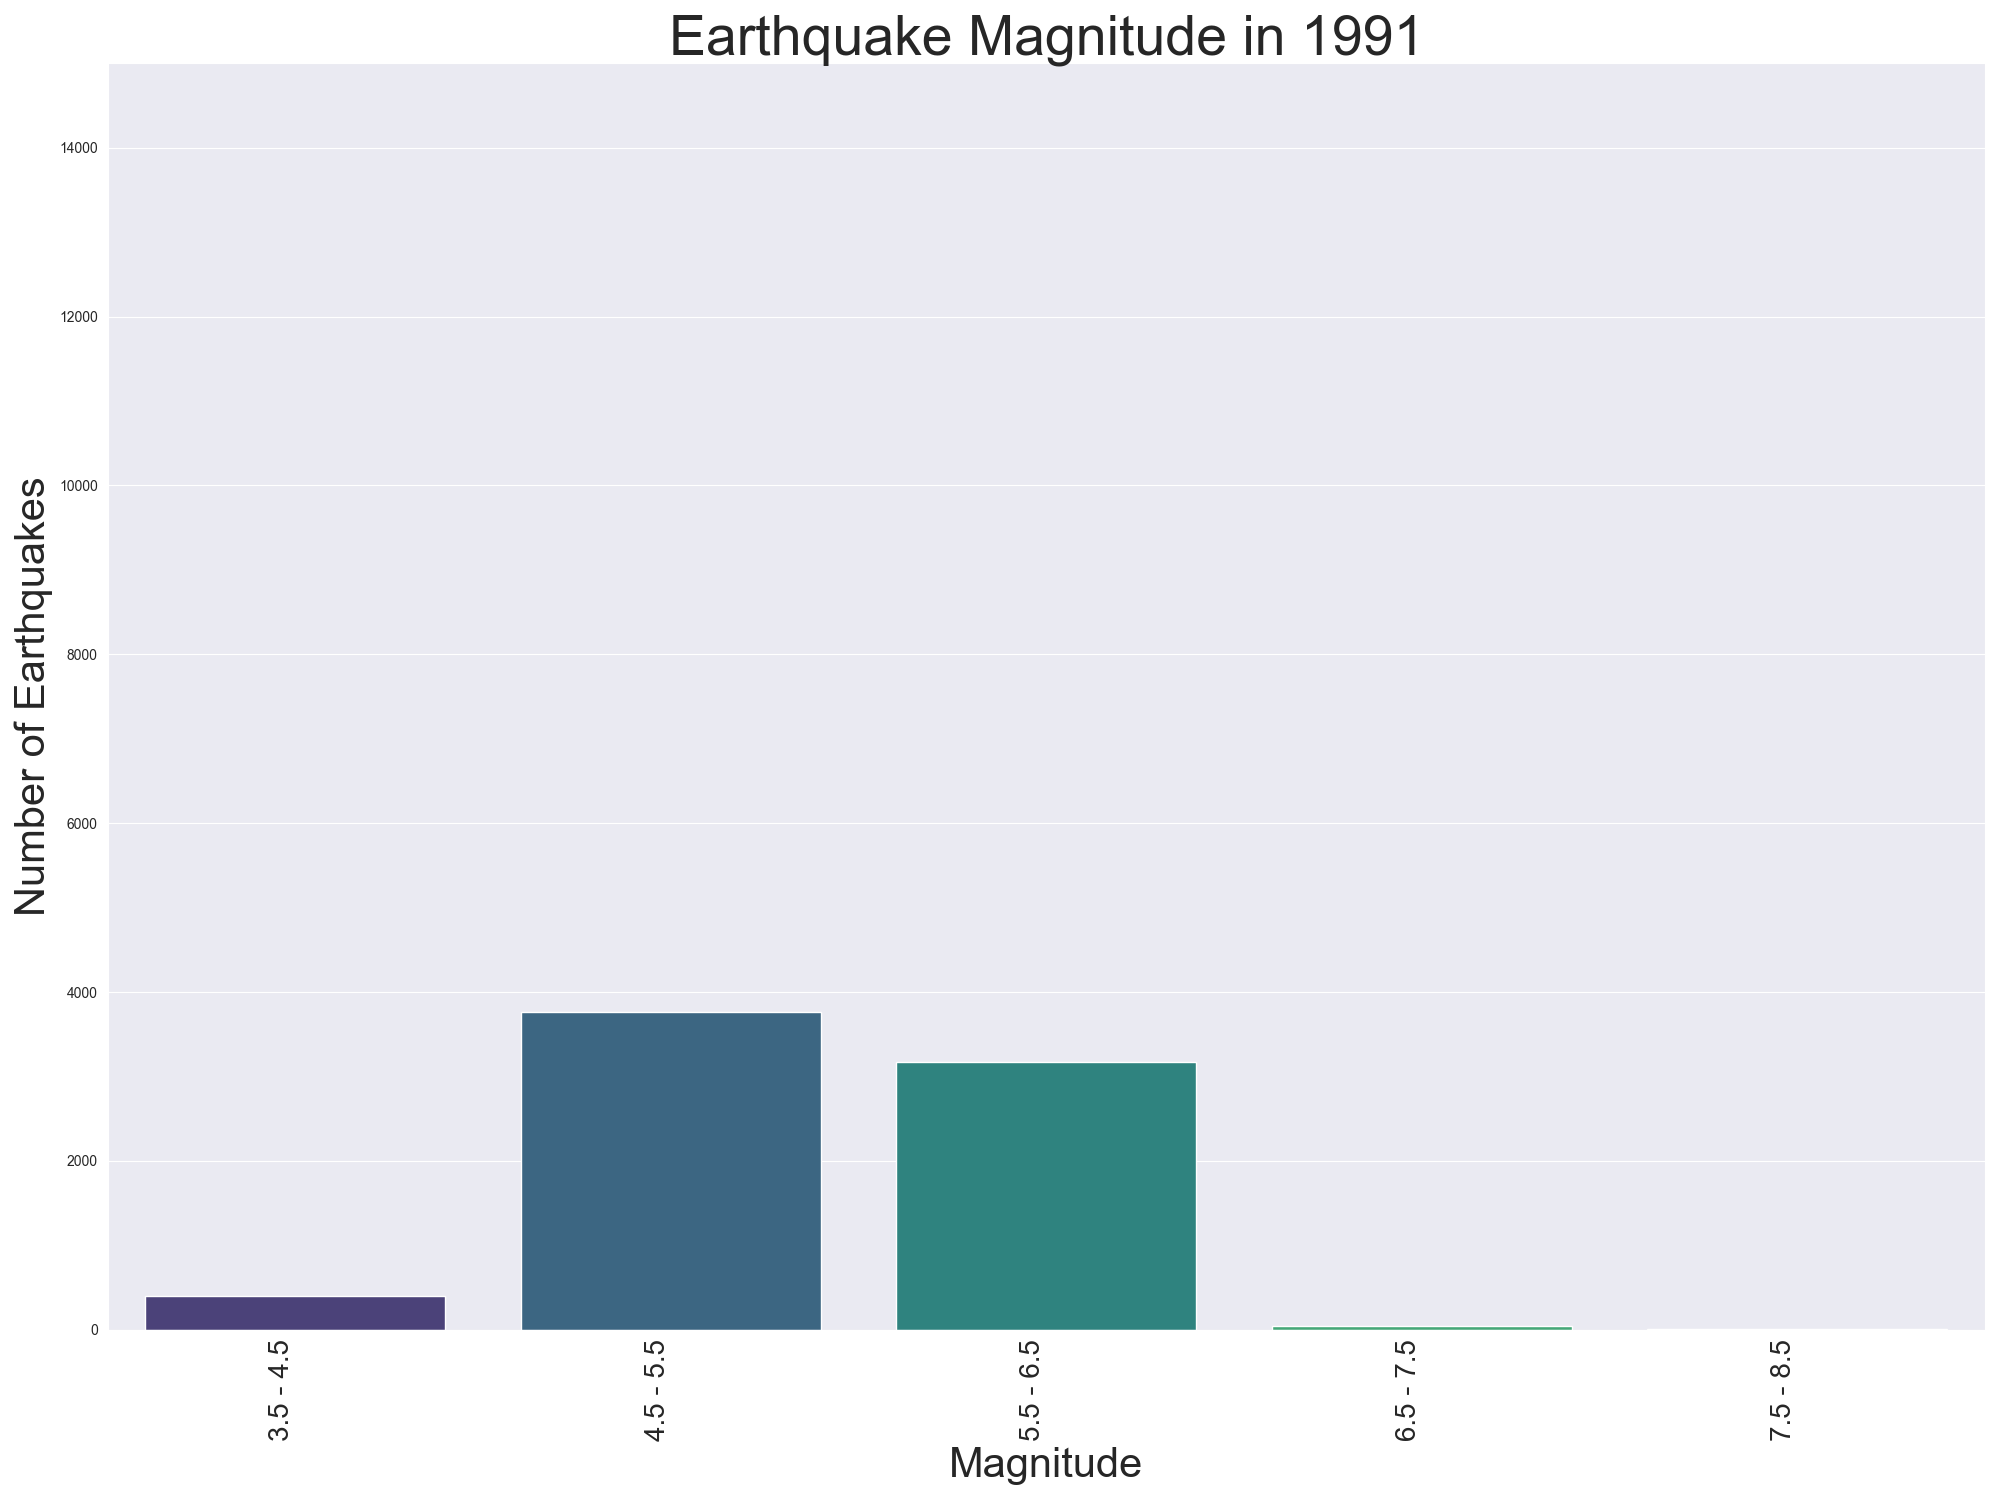 Earthquake Magnitude in 1991
Number of Earthquakes
14000
12000
10000
8000
6000
4000
2000
0
3.5 - 4.5
4.5 - 5.5
5.5 - 6.5
6.5 - 7.5
7.5 - 8.5
Magnitude